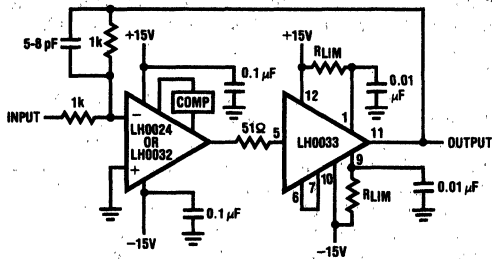 5-8 pF
1k
+15V
0.1 µF
COMP
+15V
RLIM
0.01
µF
12
1
INPUT
1k
−
LH0024
OR
LH0032
+
51Ω
5
LH0033
11
OUTPUT
9
10
7
6
RLIM
0.01 µF
0.1 µF
−15V
−15V